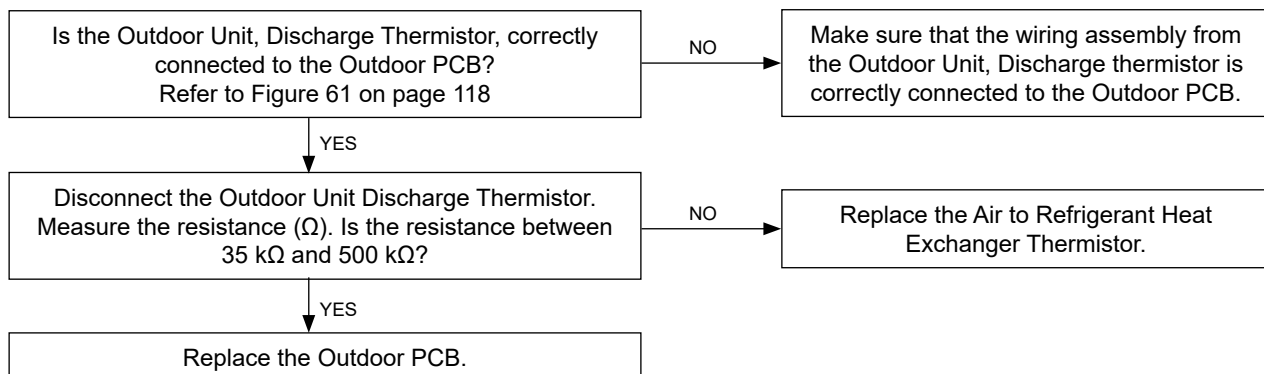 Is the Outdoor Unit, Discharge Thermistor, correctly
connected to the Outdoor PCB?
Refer to Figure 61 on page 118
NO
Make sure that the wiring assembly from
the Outdoor Unit, Discharge thermistor is
correctly connected to the Outdoor PCB.
YES
Disconnect the Outdoor Unit Discharge Thermistor.
Measure the resistance (Ω). Is the resistance between
35 kΩ and 500 kΩ?
NO
Replace the Air to Refrigerant Heat
Exchanger Thermistor.
YES
Replace the Outdoor PCB.